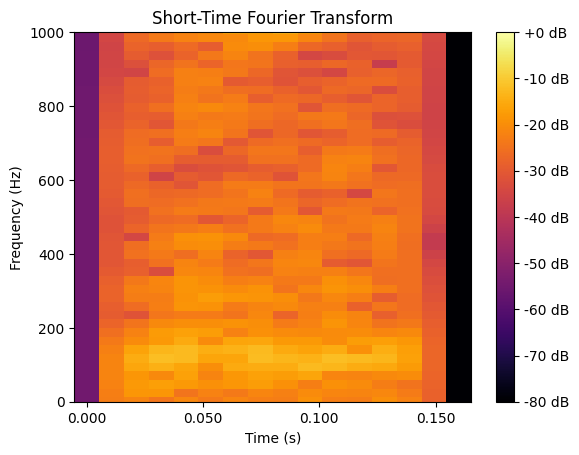 Short-Time Fourier Transform
1000
800
600
400
200
0
Frequency (Hz)
0.000
0.050
0.100
0.150
Time (s)
+0 dB
-10 dB
-20 dB
-30 dB
-40 dB
-50 dB
-60 dB
-70 dB
-80 dB